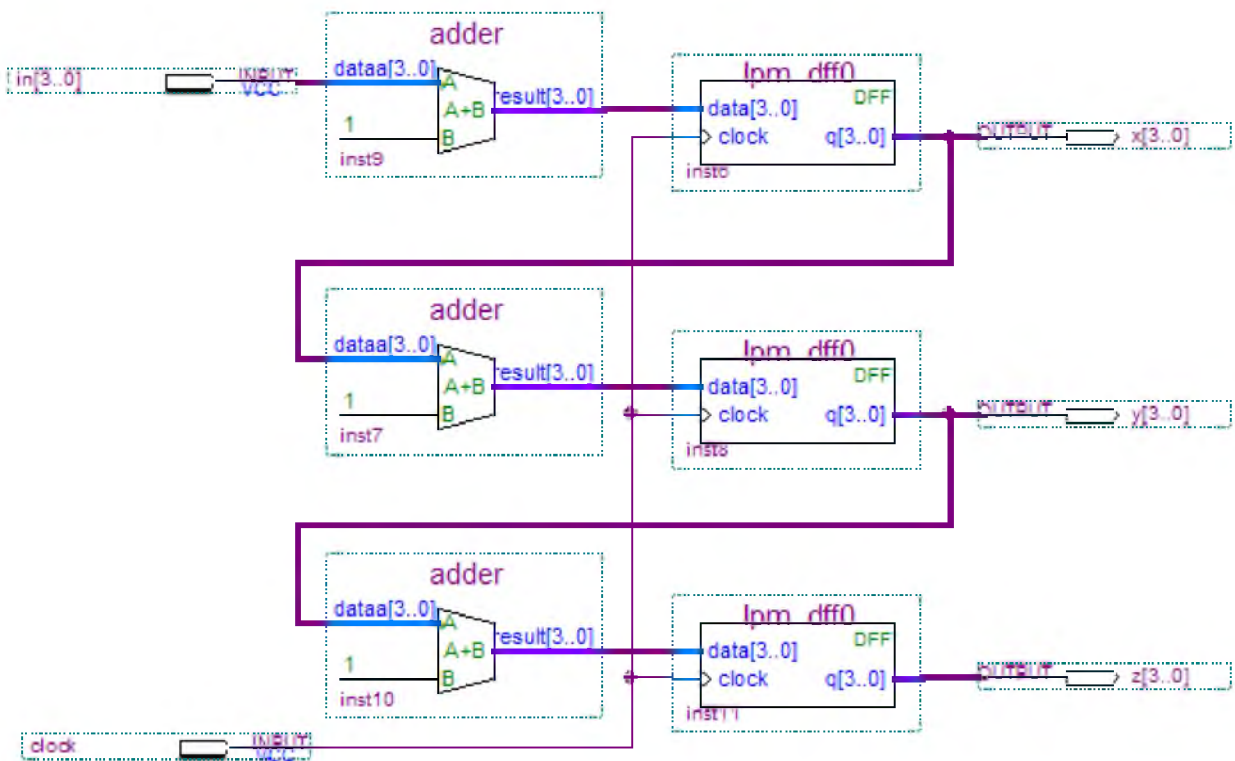 adder
lpm_dff0
in[3..0] INPUT VCC
dataa[3..0] A
A+B
result[3..0]
1 B
inst9
data[3..0] DFF
clock q[3..0]
inst6
OUTPUT x[3..0]
adder
lpm_dff0
dataa[3..0] A
A+B
result[3..0]
1 B
inst7
data[3..0] DFF
clock q[3..0]
inst8
OUTPUT y[3..0]
adder
lpm_dff0
dataa[3..0] A
A+B
result[3..0]
1 B
inst10
data[3..0] DFF
clock q[3..0]
inst11
OUTPUT z[3..0]
clock INPUT VCC